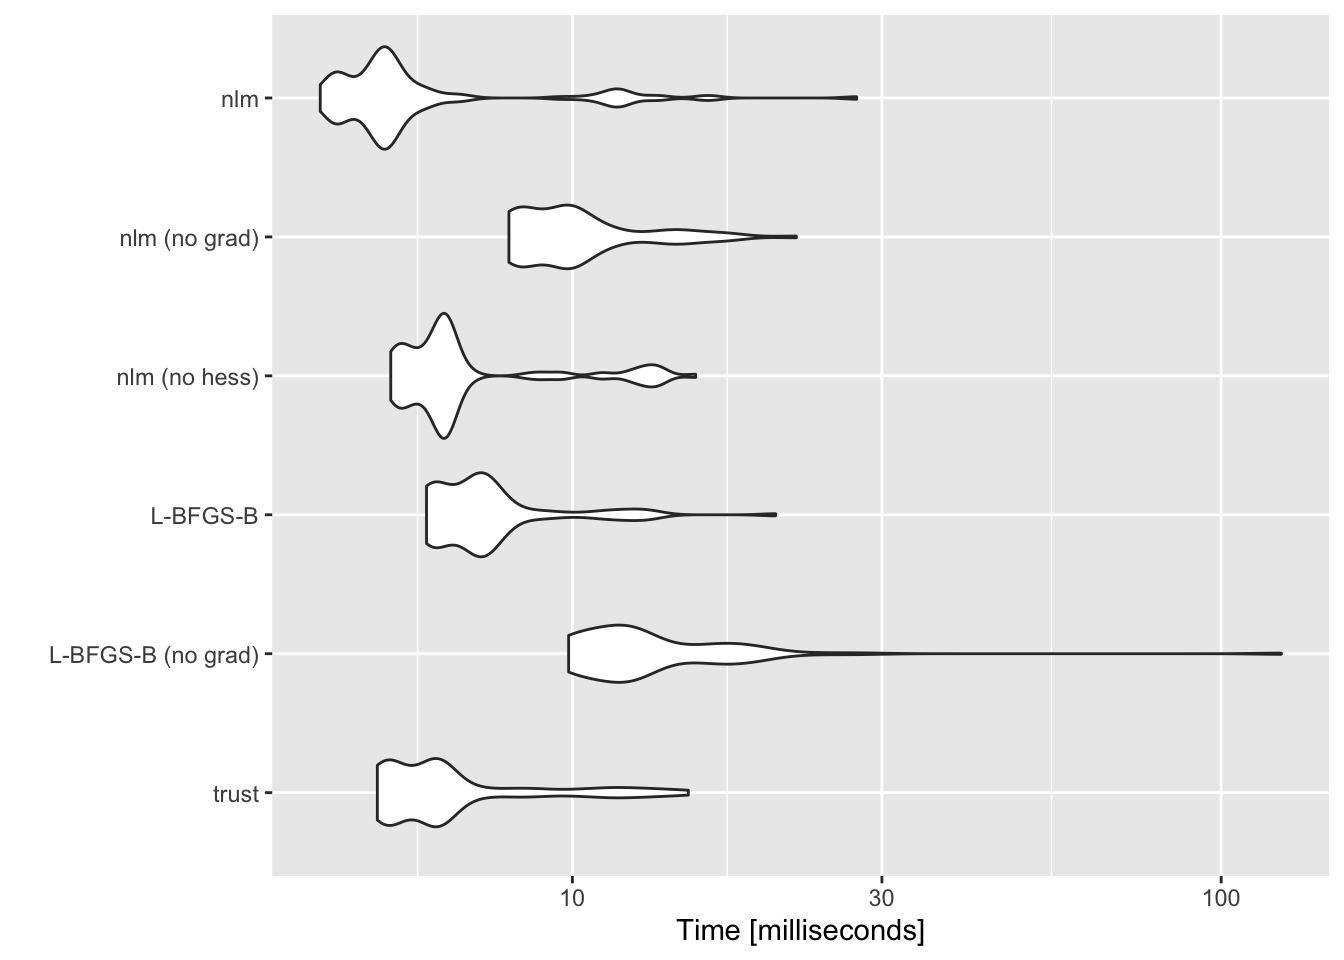 nlm
nlm (no grad)
nlm (no hess)
L-BFGS-B
L-BFGS-B (no grad)
trust
10 30 100
Time [milliseconds]